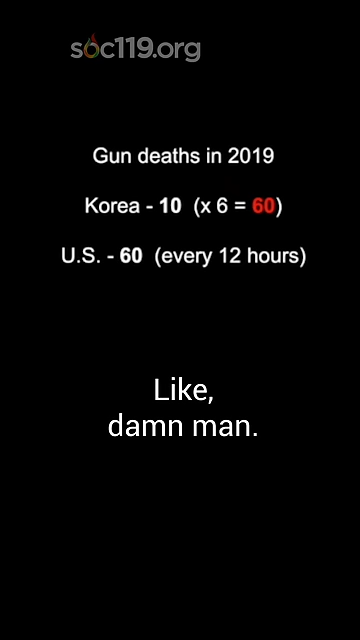 soc119.org
Gun deaths in 2019
Korea - 10 (x 6 = 60)
U.S. - 60 (every 12 hours)
Like,
damn man.